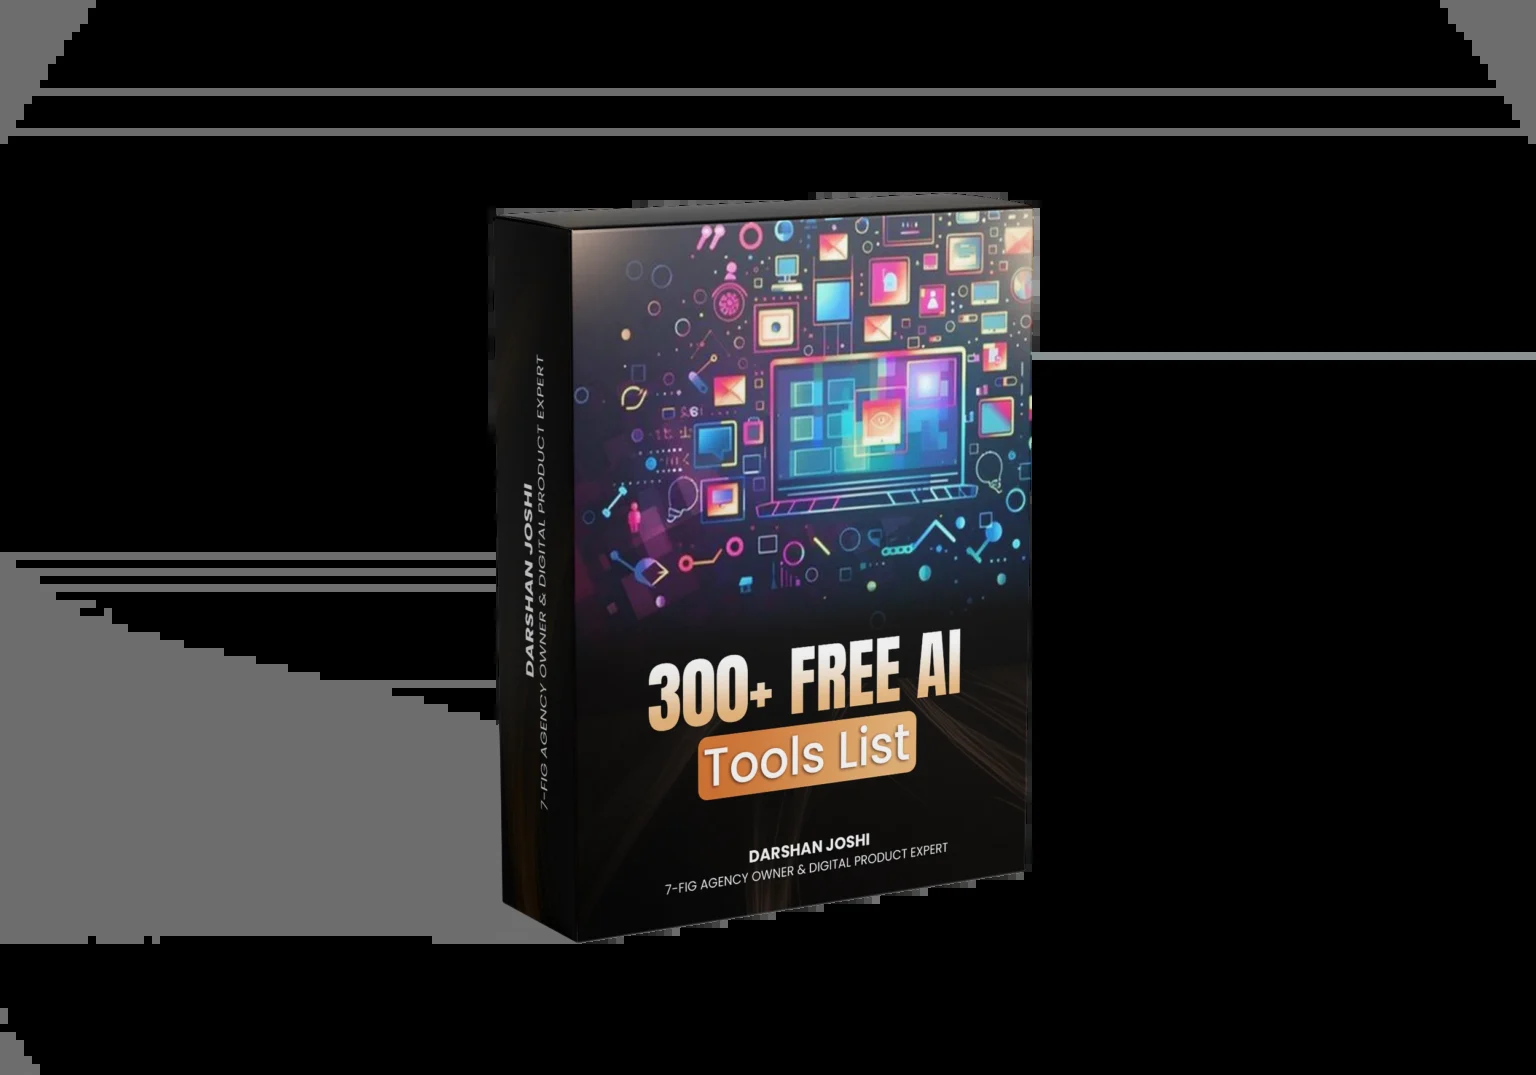 300+ FREE AI
Tools List
DARSHAN JOSHI
7-FIG AGENCY OWNER & DIGITAL PRODUCT EXPERT
DARSHAN JOSHI
7-FIG AGENCY OWNER & DIGITAL PRODUCT EXPERT